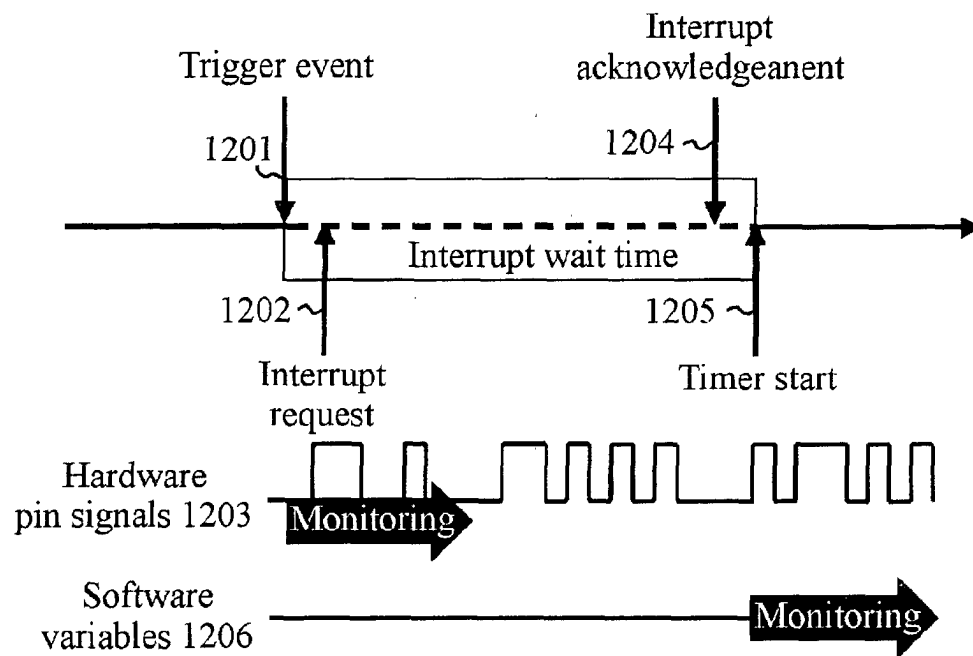 Trigger event
Interrupt
acknowledgeanent
1201
1204
Interrupt wait time
1202
1205
Interrupt
request
Timer start
Hardware
pin signals 1203
Monitoring
Software
variables 1206
Monitoring